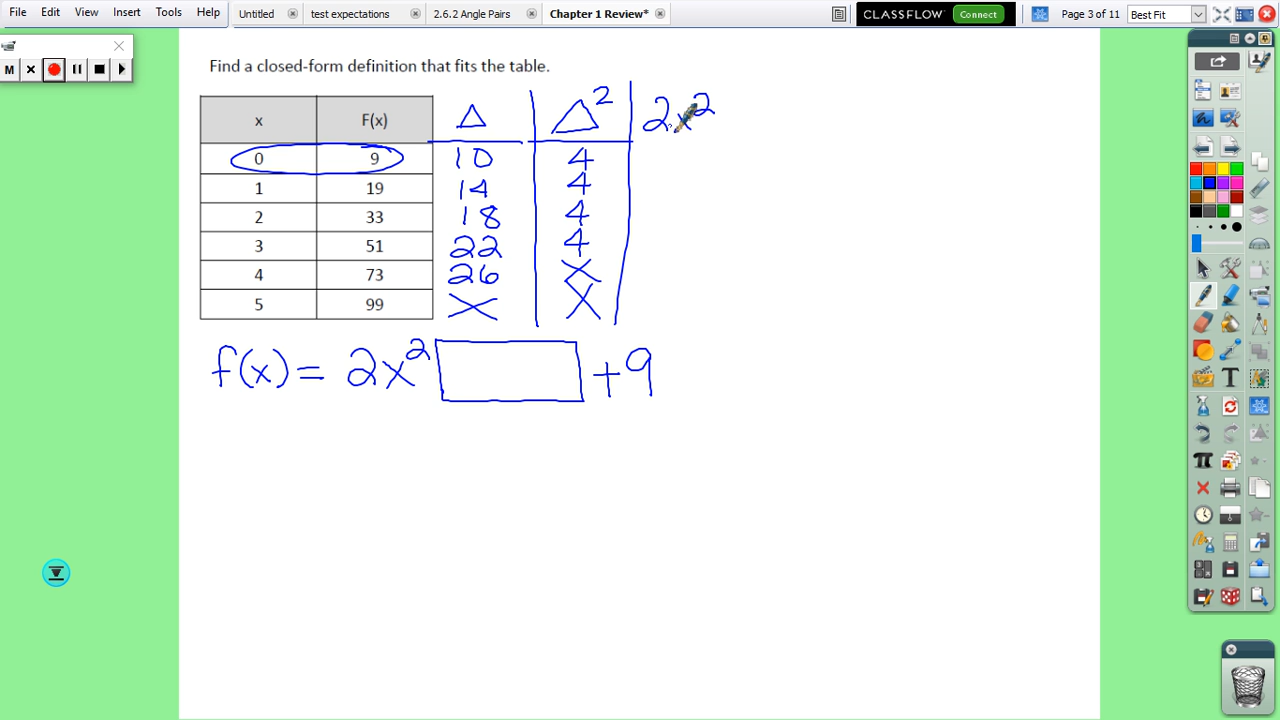 File Edit View Insert Tools Help Untitled test expectations 2.6.2 Angle Pairs Chapter 1 Review* CLASSFLOW Connect Page 3 of 11 Best Fit
M
Find a closed-form definition that fits the table.
x F(x) Δ Δ² 2x²
0 9 10 4
1 19 14 4
2 33 18 4
3 51 22 4
4 73 26 X
5 99 X X
f(x) = 2x² + 9